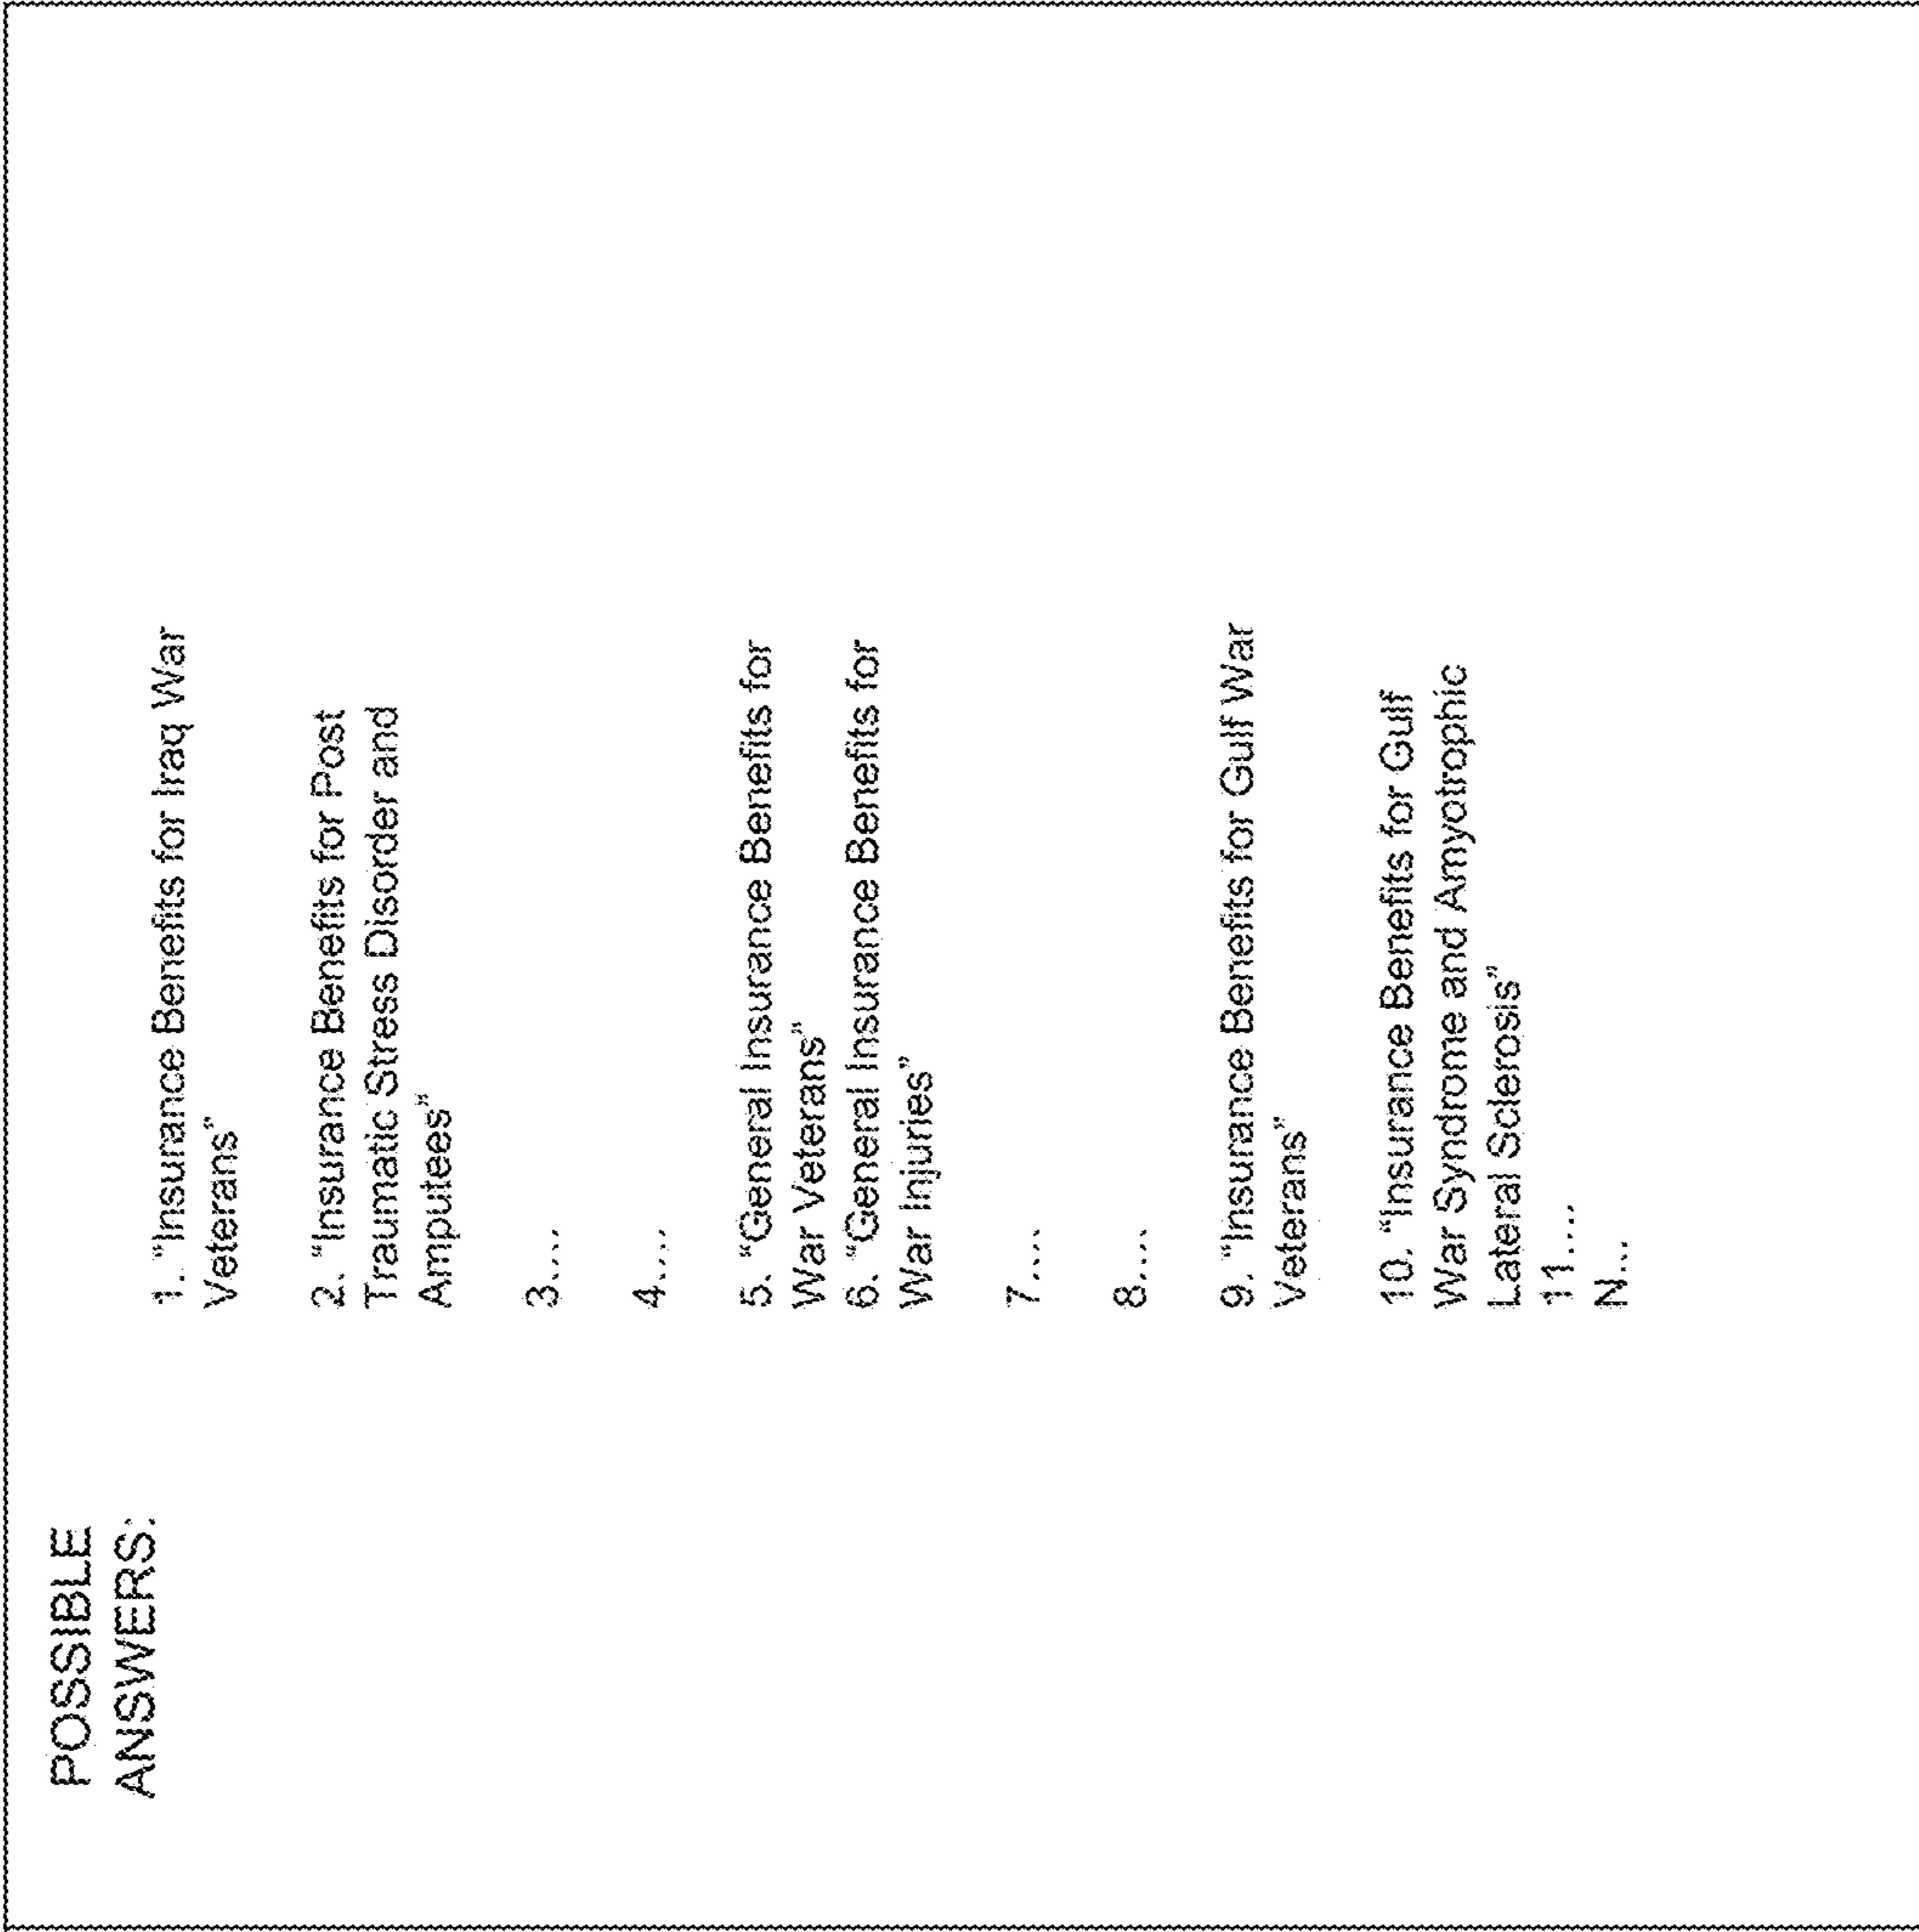 POSSIBLE
ANSWERS:
1. "Insurance Benefits for Iraq War
Veterans"
2. "Insurance Benefits for Post
Traumatic Stress Disorder and
Amputees"
3....
4....
5. "General Insurance Benefits for
War Veterans"
6. "General Insurance Benefits for
War Injuries"
7....
8....
9. "Insurance Benefits for Gulf War
Veterans"
10. "Insurance Benefits for Gulf
War Syndrome and Amyotrophic
Lateral Sclerosis"
11....
N...